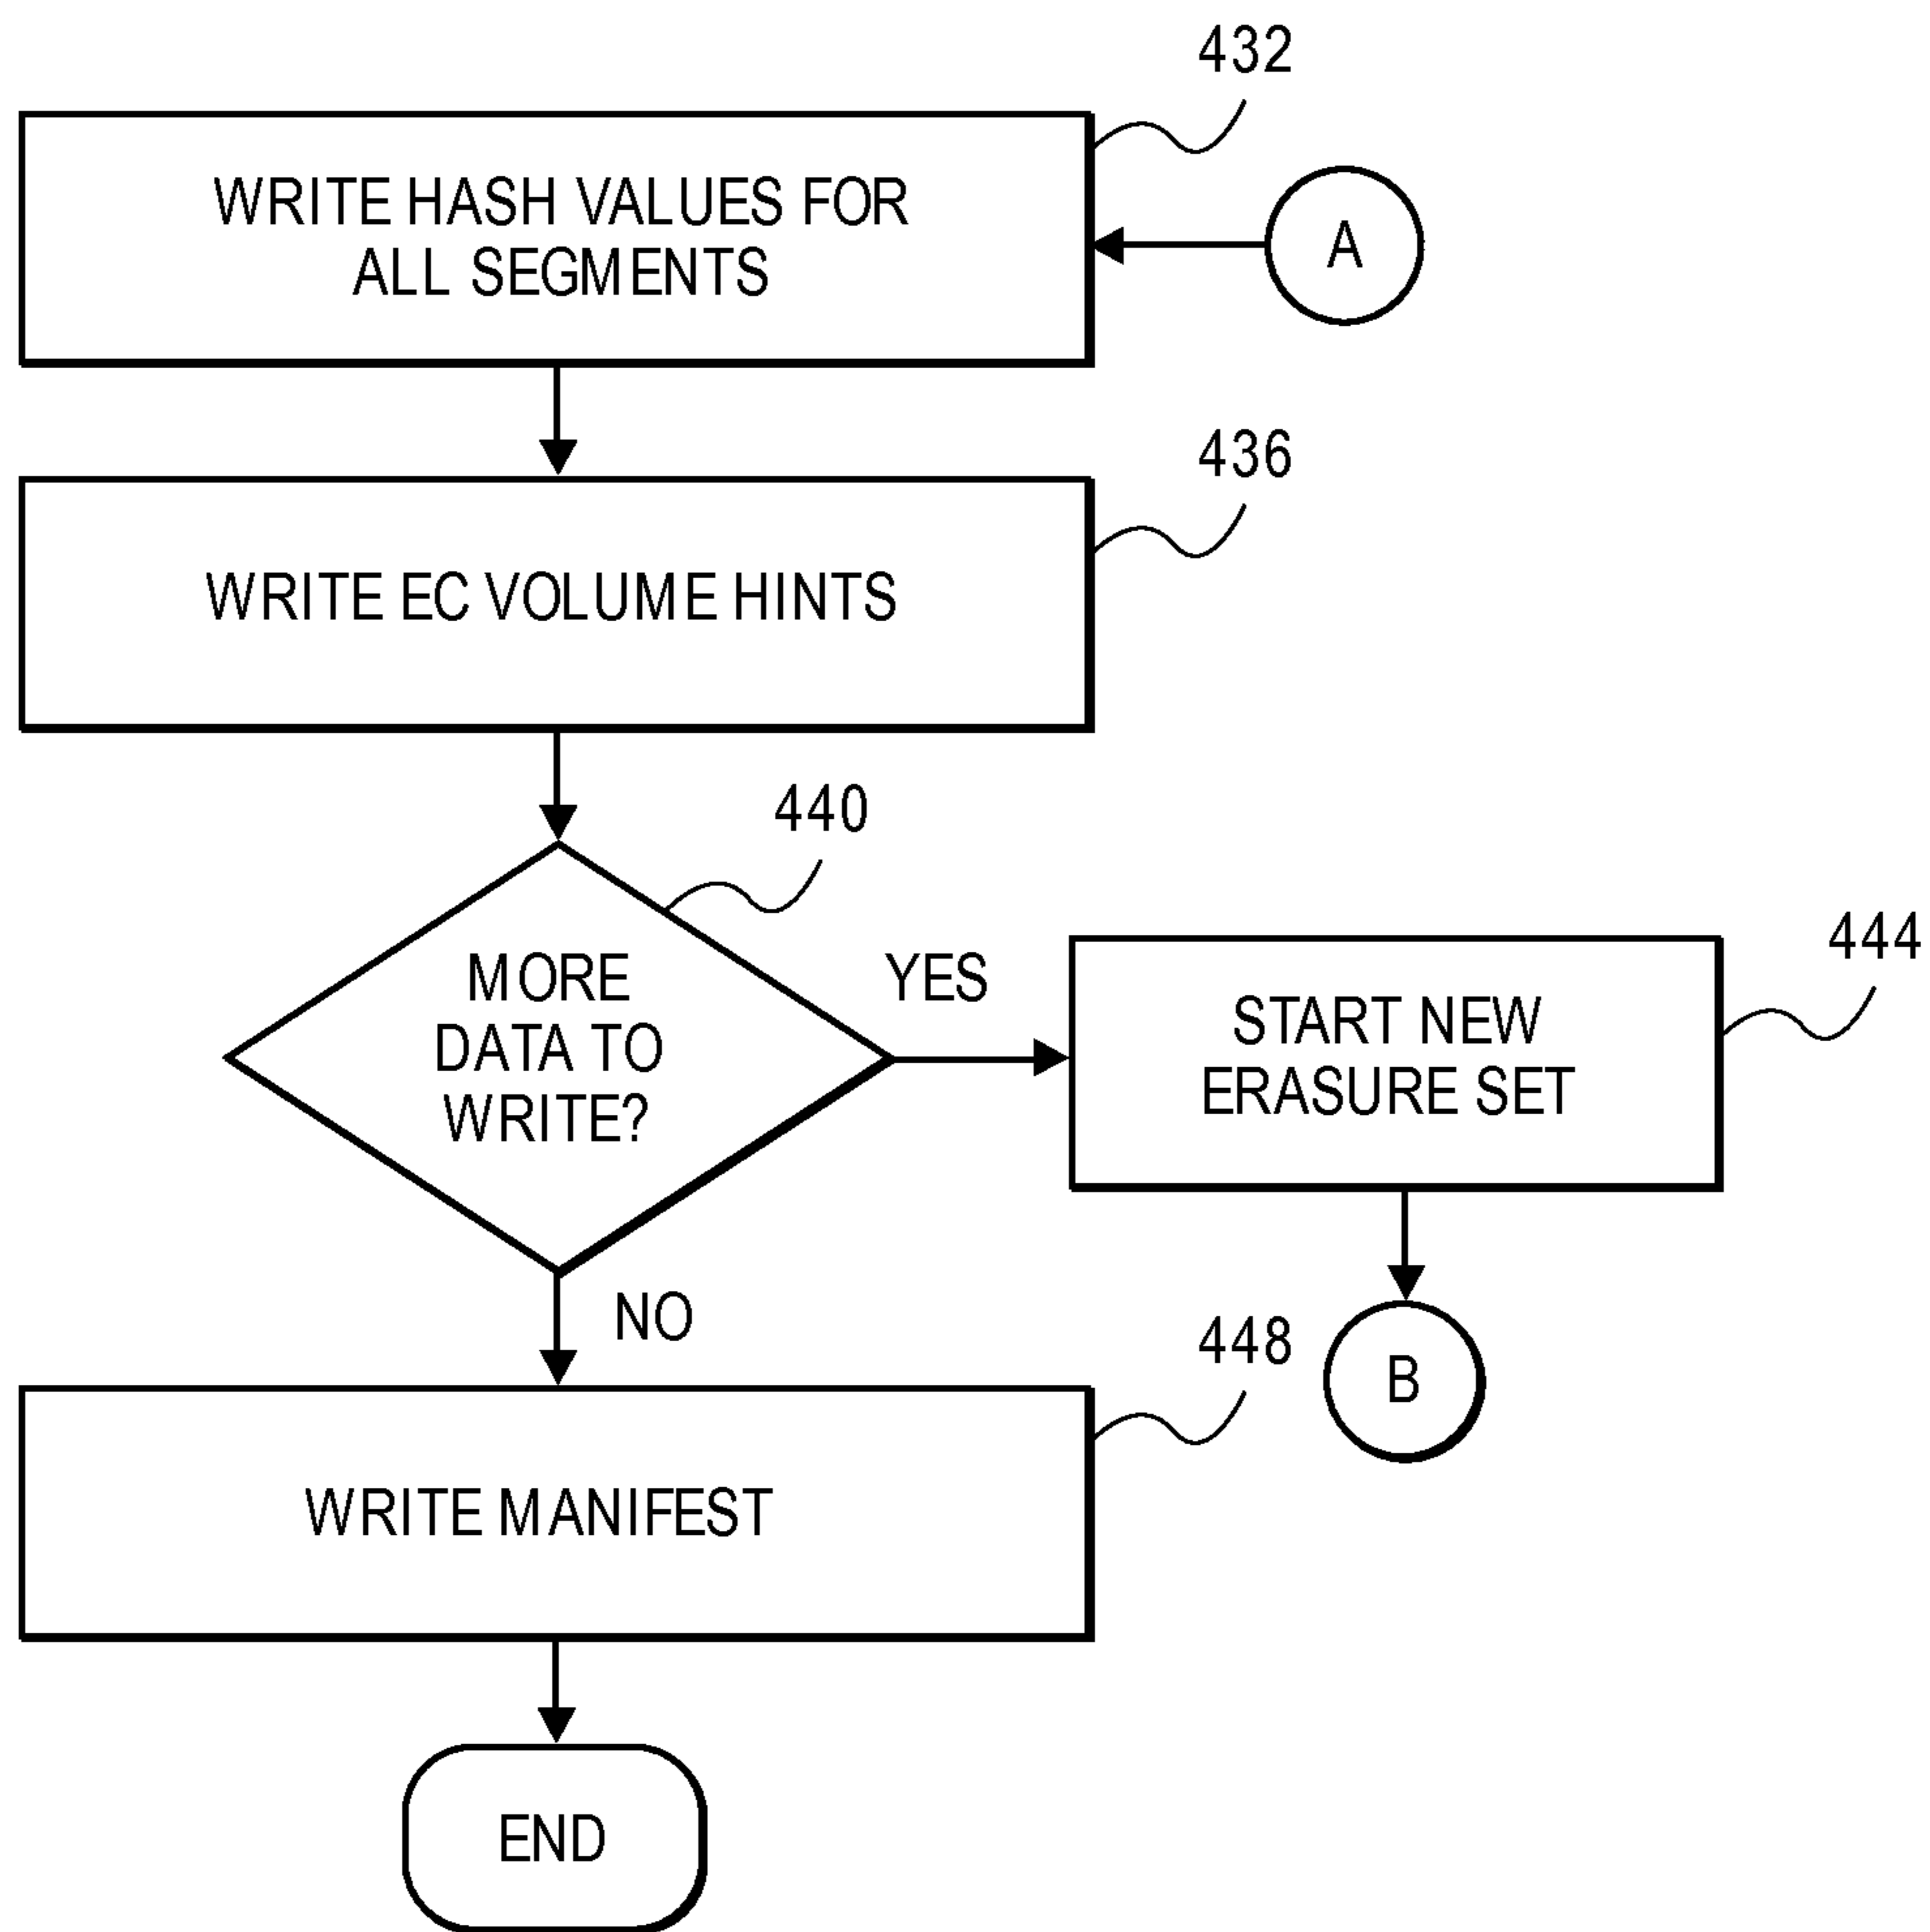 432
WRITE HASH VALUES FOR
ALL SEGMENTS
A
436
WRITE EC VOLUME HINTS
440
MORE
DATA TO
WRITE?
YES
444
START NEW
ERASURE SET
NO
448
B
WRITE MANIFEST
END